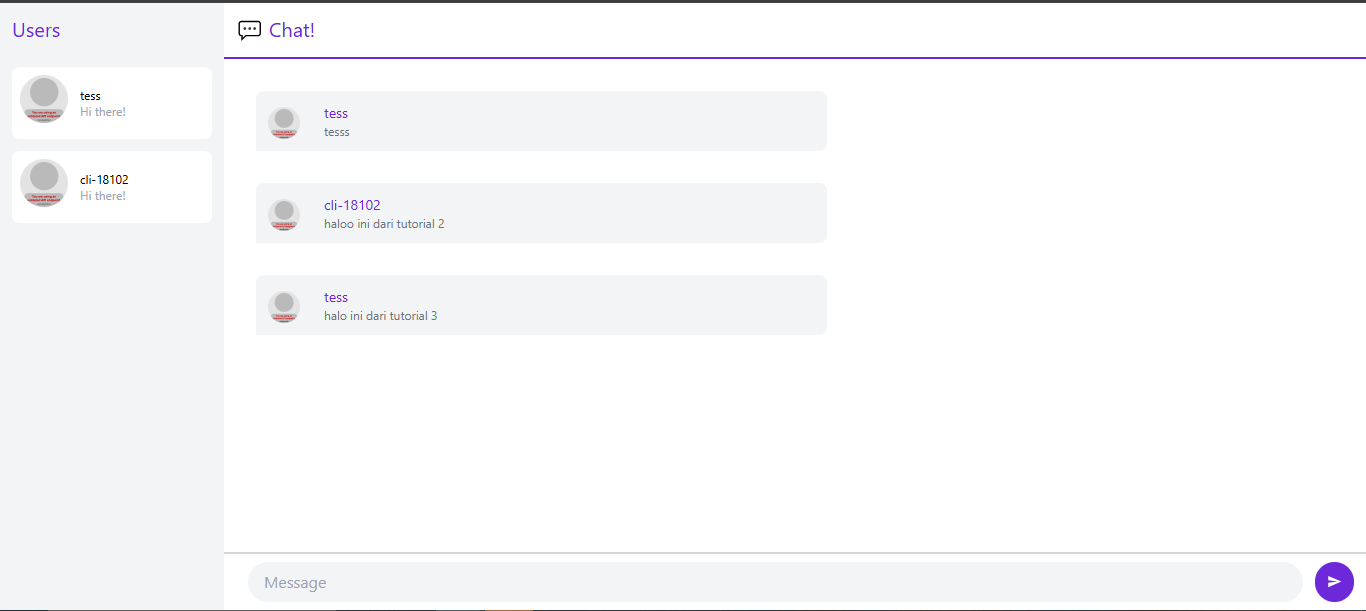 Users
Chat!
tess
Hi there!
cli-18102
Hi there!
tess
tesss
cli-18102
haloo ini dari tutorial 2
tess
halo ini dari tutorial 3
Message